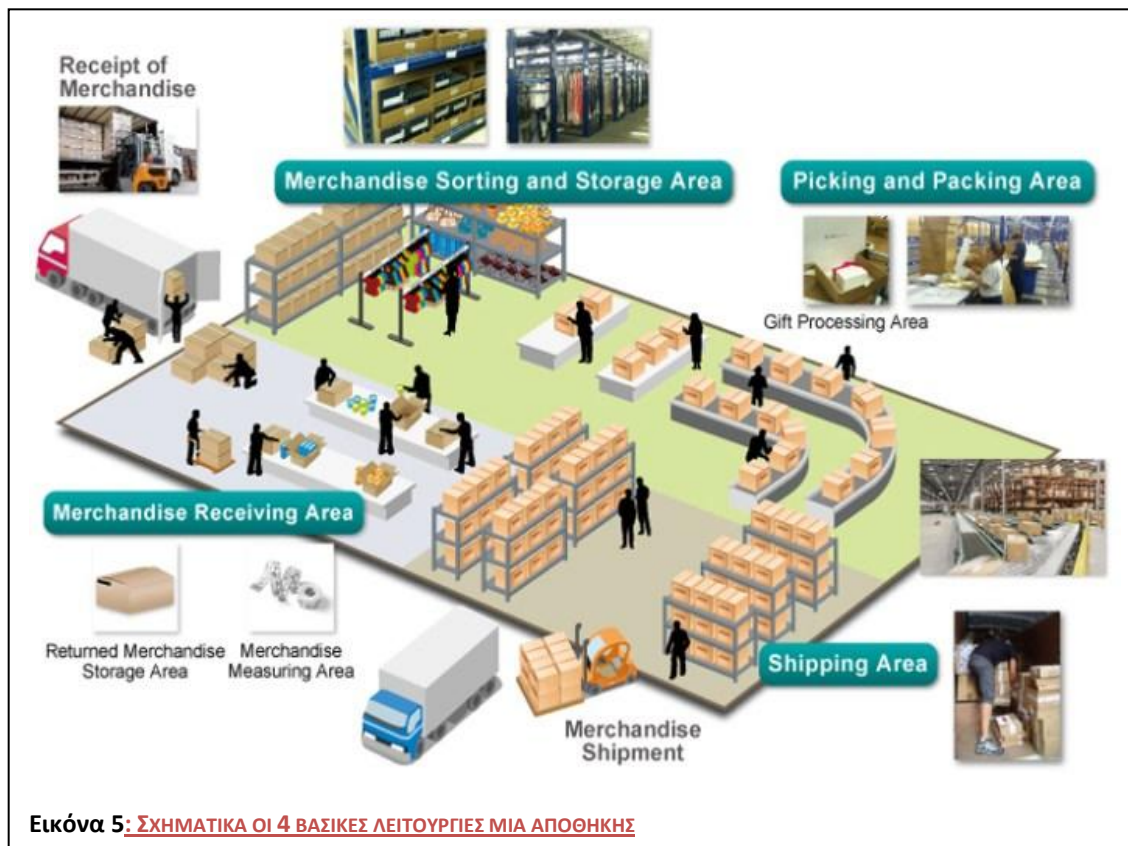 Receipt of
Merchandise
Merchandise Sorting and Storage Area
Picking and Packing Area
Gift Processing Area
Merchandise Receiving Area
Returned Merchandise
Storage Area
Merchandise
Measuring Area
Shipping Area
Merchandise
Shipment
Εικόνα 5: ΣΧΗΜΑΤΙΚΑ ΟΙ 4 ΒΑΣΙΚΕΣ ΛΕΙΤΟΥΡΓΙΕΣ ΜΙΑ ΑΠΟΘΗΚΗΣ